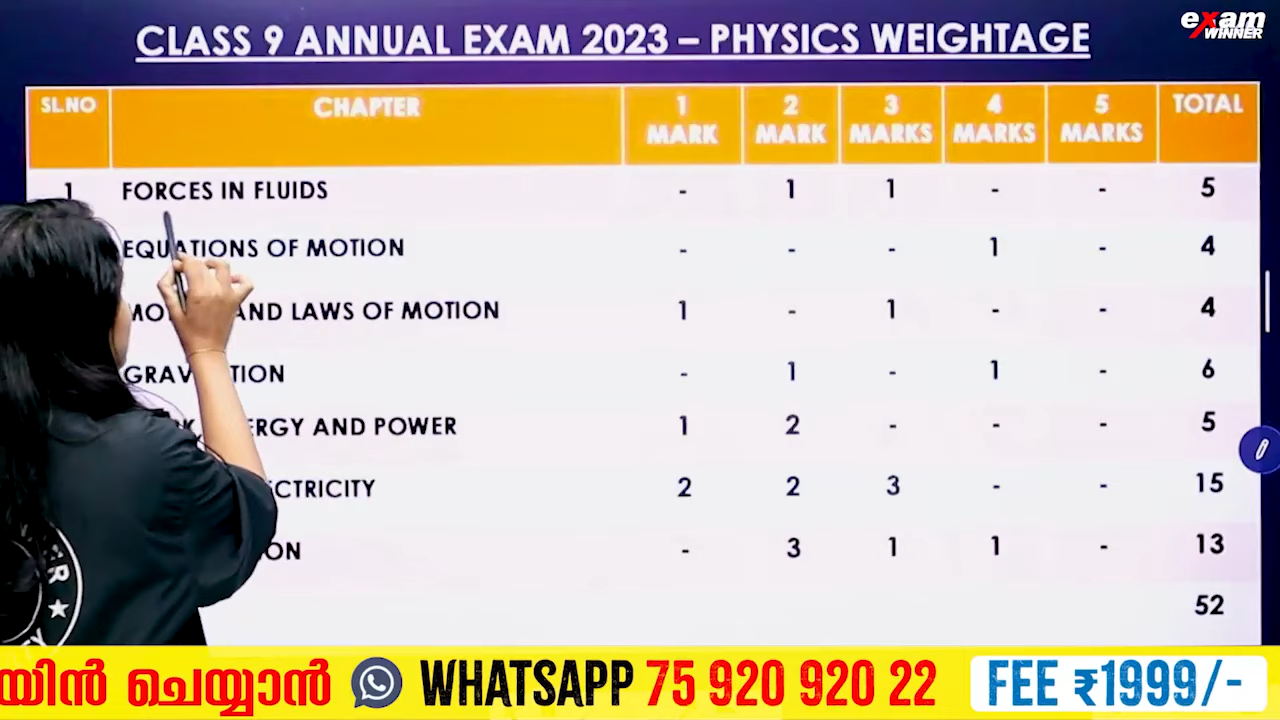 CLASS 9 ANNUAL EXAM 2023 – PHYSICS WEIGHTAGE
exam
WINNER
SL.NO CHAPTER 1 MARK 2 MARK 3 MARKS 4 MARKS 5 MARKS TOTAL
1 FORCES IN FLUIDS - 1 1 - - 5
EQUATIONS OF MOTION - - - 1 - 4
AND LAWS OF MOTION 1 - 1 - - 4
- 1 - 1 - 6
AND POWER 1 2 - - - 5
2 2 3 - - 15
- 3 1 1 - 13
52
ചെയ്യാൻ WHATSAPP 75 920 920 22 FEE ₹1999/-